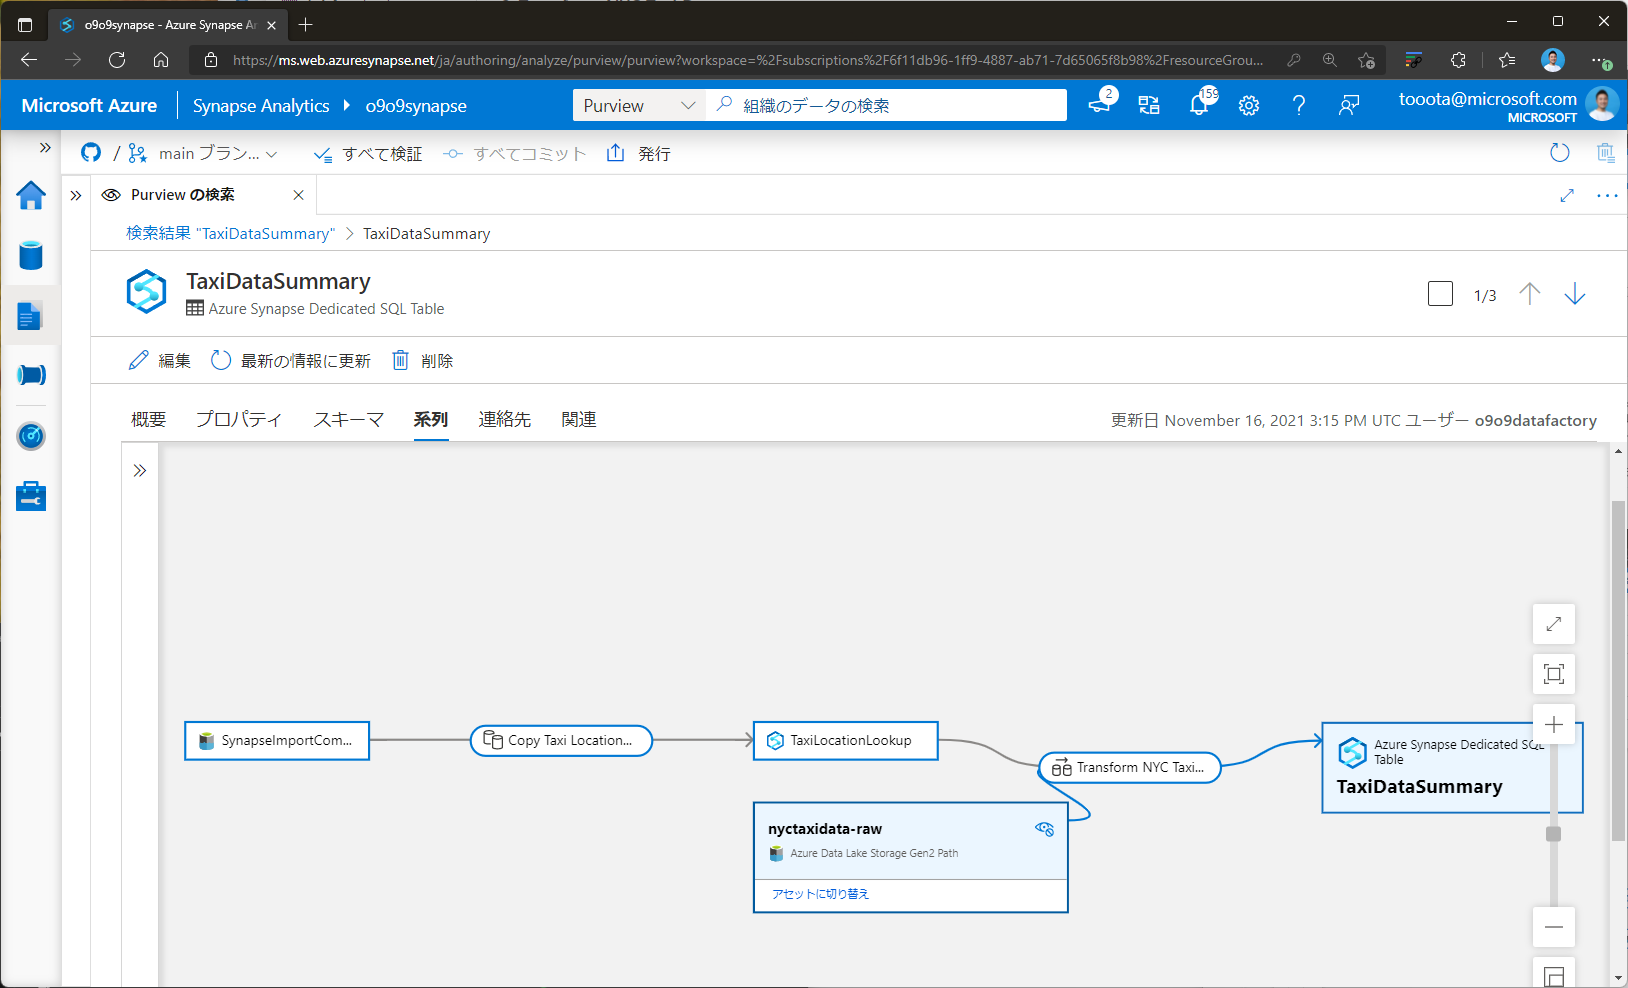 o9o9synapse - Azure Synapse An
https://ms.web.azuresynapse.net/ja/authoring/analyze/purview/purview?workspace=%2Fsubscriptions%2F6f11db96-1ff9-4887-ab71-7d65065f8b98%2FresourceGrou...
Microsoft Azure
Synapse Analytics
o9o9synapse
Purview
組織のデータの検索
2
159
tooota@microsoft.com
MICROSOFT
/
main ブラン...
すべて検証
すべてコミット
発行
Purview の検索
検索結果 "TaxiDataSummary" > TaxiDataSummary
TaxiDataSummary
Azure Synapse Dedicated SQL Table
1/3
編集
最新の情報に更新
削除
概要
プロパティ
スキーマ
系列
連絡先
関連
更新日 November 16, 2021 3:15 PM UTC ユーザー o9o9datafactory
SynapseImportCom...
Copy Taxi Location...
TaxiLocationLookup
Transform NYC Taxi...
Azure Synapse Dedicated SQL
Table
TaxiDataSummary
nyctaxidata-raw
Azure Data Lake Storage Gen2 Path
アセットに切り替え